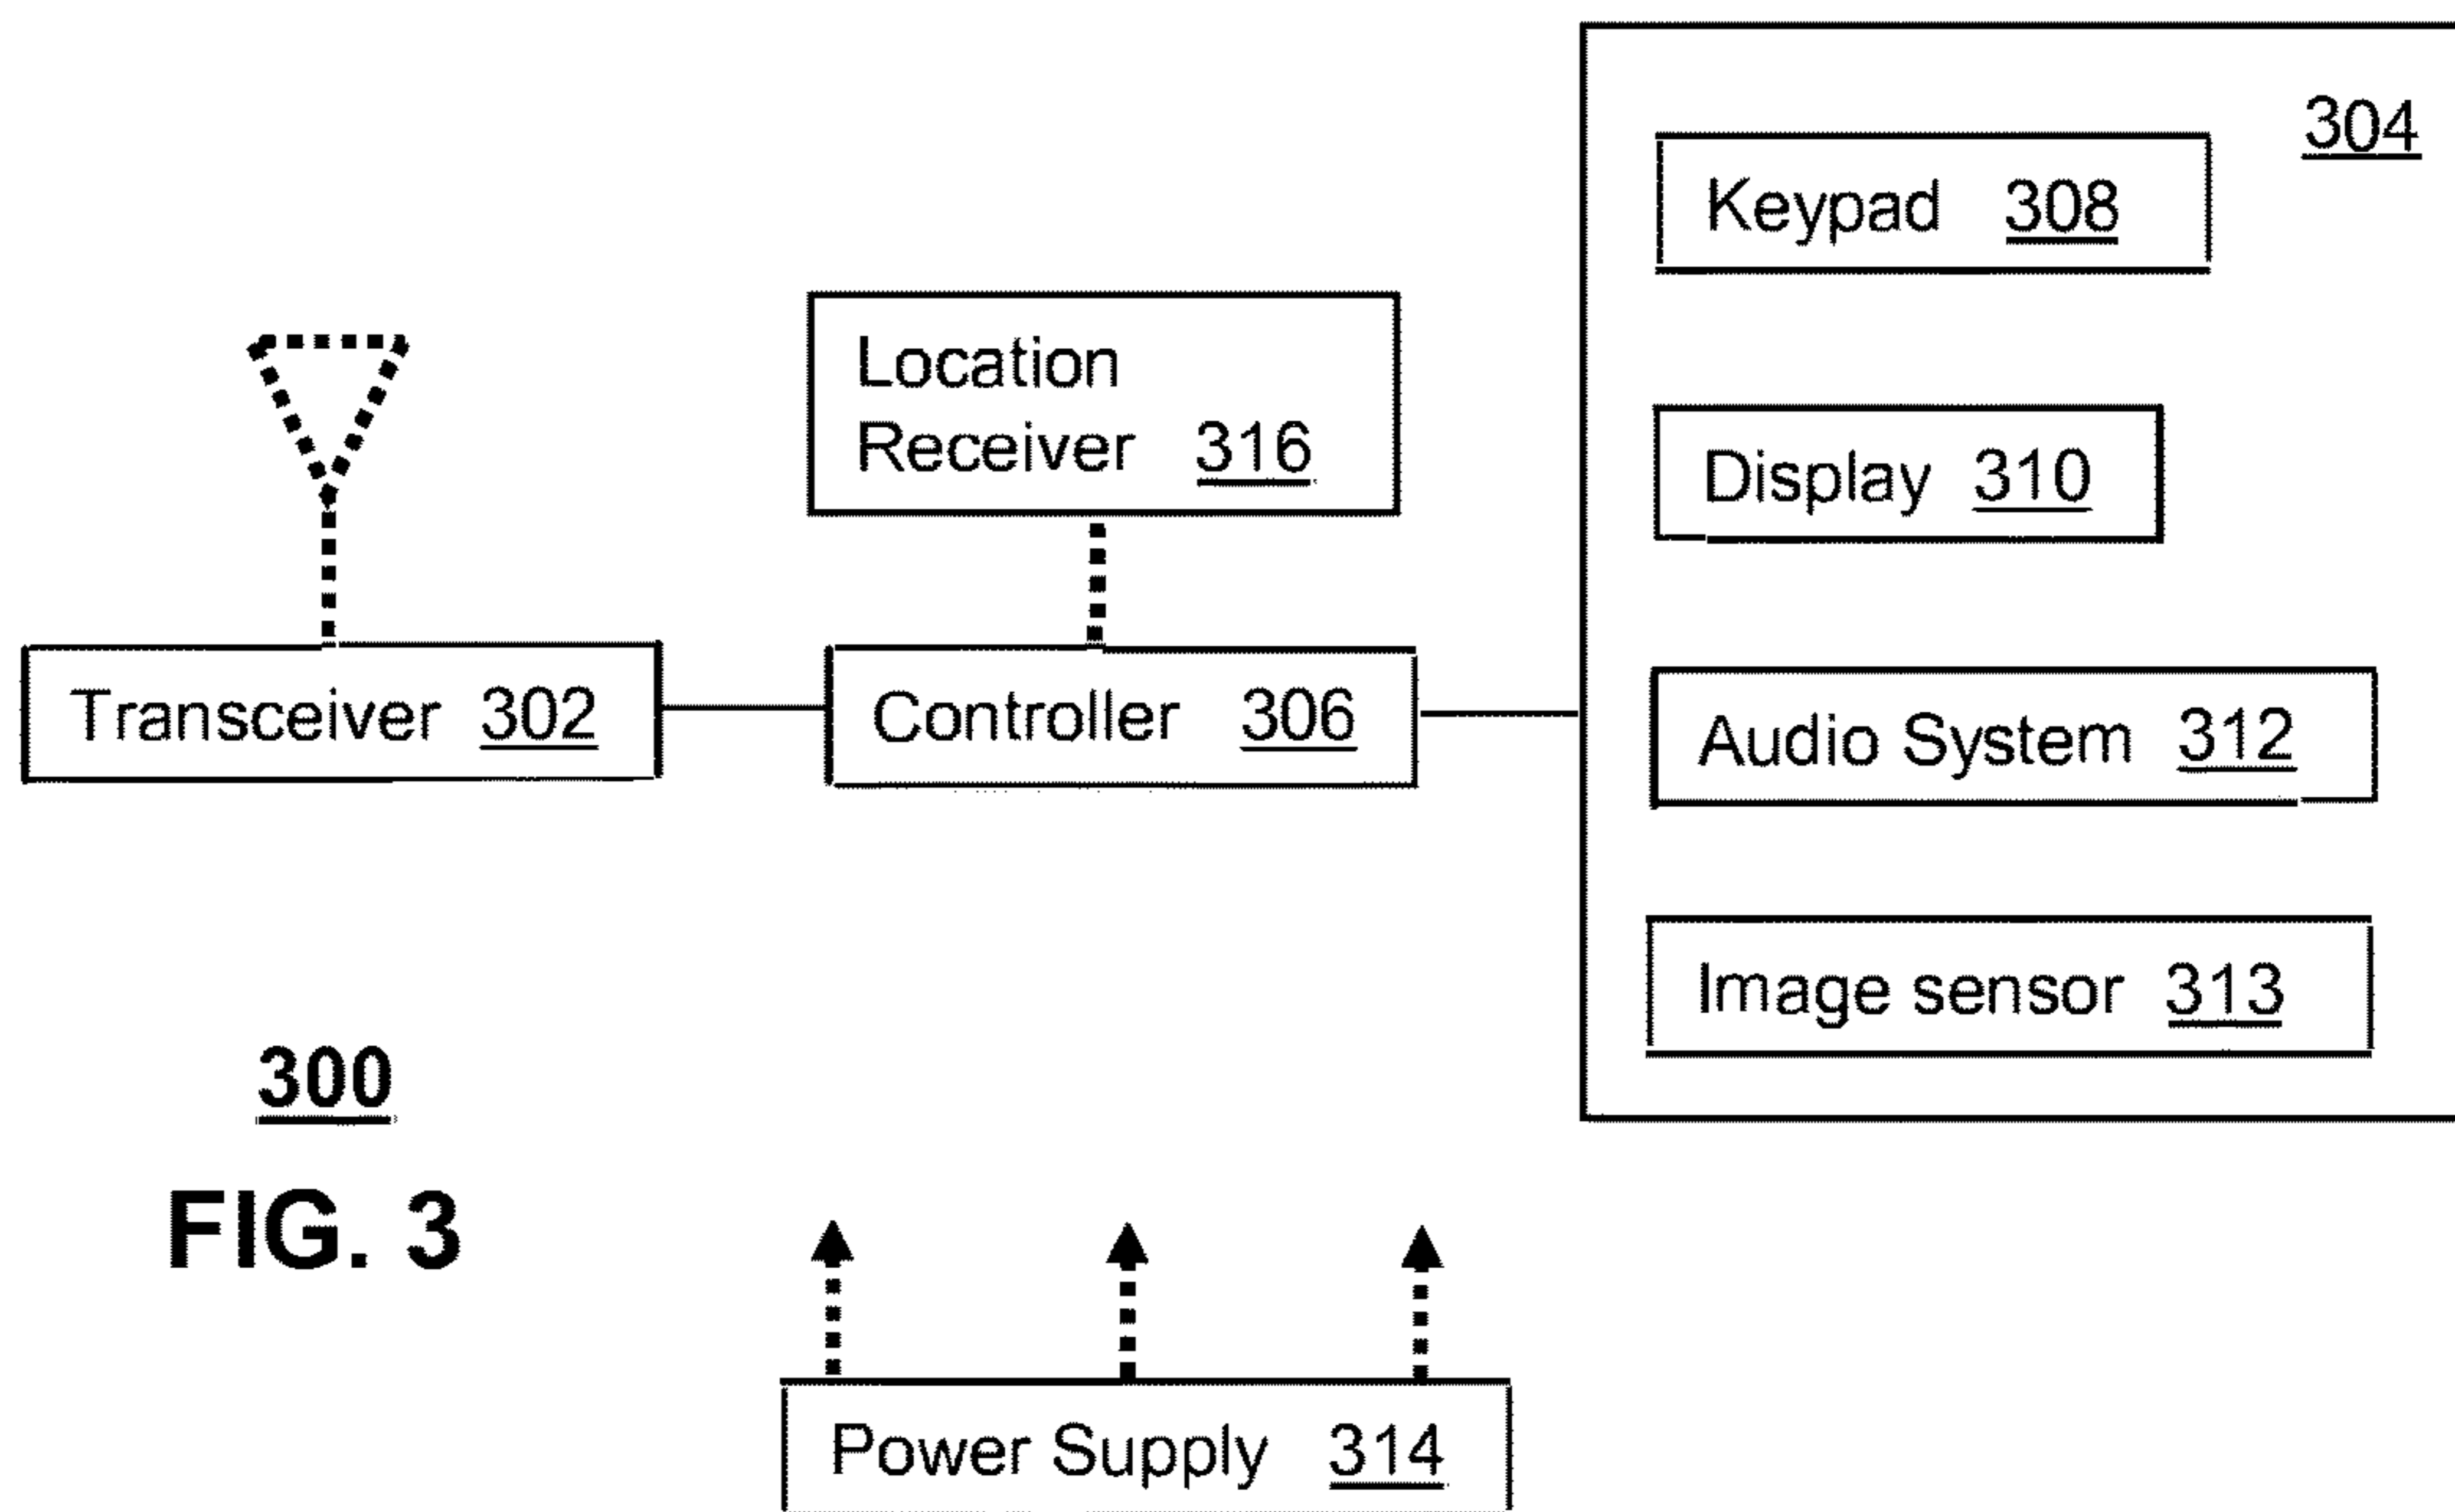 304
Keypad 308
Location
Receiver 316
Display 310
Transceiver 302
Controller 306
Audio System 312
Image sensor 313
300
FIG. 3
Power Supply 314